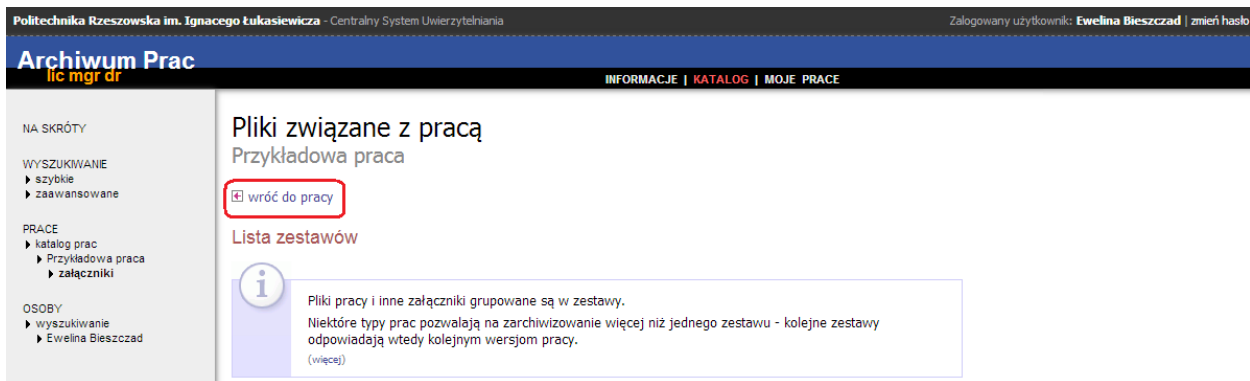 Politechnika Rzeszowska im. Ignacego Łukasiewicza - Centralny System Uwierzytelniania
Zalogowany użytkownik: Ewelina Bieszczad | zmień hasło
Archiwum Prac
lic mgr dr
INFORMACJE | KATALOG | MOJE PRACE
NA SKRÓTY
WYSZUKIWANIE
szybkie
zaawansowane
PRACE
katalog prac
Przykładowa praca
załączniki
OSOBY
wyszukiwanie
Ewelina Bieszczad
Pliki związane z pracą
Przykładowa praca
wróć do pracy
Lista zestawów
i
Pliki pracy i inne załączniki grupowane są w zestawy.
Niektóre typy prac pozwalają na zarchiwizowanie więcej niż jednego zestawu - kolejne zestawy
odpowiadają wtedy kolejnym wersjom pracy.
(więcej)